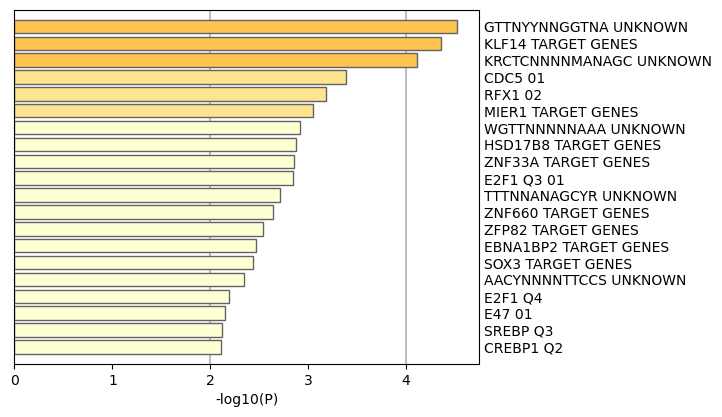 GTTNYYNNGGTNA UNKNOWN
KLF14 TARGET GENES
KRCTCNNNNMANAGC UNKNOWN
CDC5 01
RFX1 02
MIER1 TARGET GENES
WGTTNNNNNAAA UNKNOWN
HSD17B8 TARGET GENES
ZNF33A TARGET GENES
E2F1 Q3 01
TTTNNANAGCYR UNKNOWN
ZNF660 TARGET GENES
ZFP82 TARGET GENES
EBNA1BP2 TARGET GENES
SOX3 TARGET GENES
AACYNNNNTTCCS UNKNOWN
E2F1 Q4
E47 01
SREBP Q3
CREBP1 Q2
0 1 2 3 4
-log10(P)